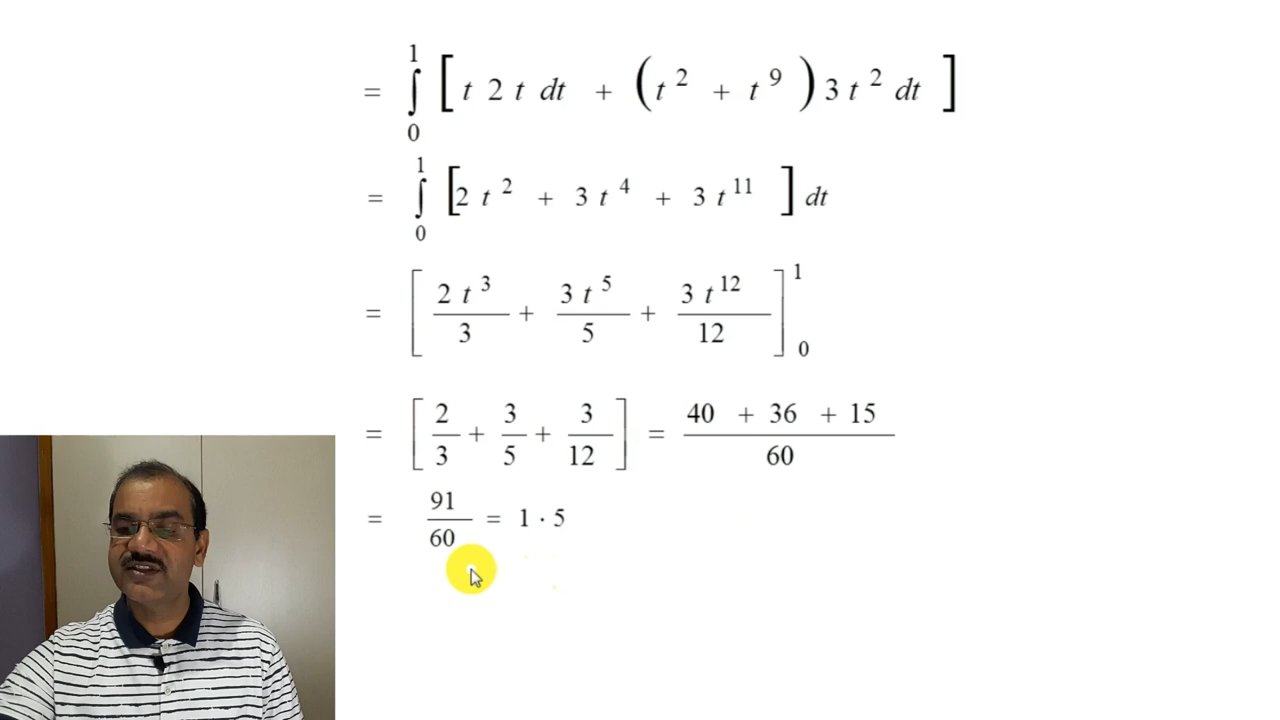 = ∫₀¹ [ t 2 t dt + ( t² + t⁹ ) 3 t² dt ]
= ∫₀¹ [ 2 t² + 3 t⁴ + 3 t¹¹ ] dt
= [ 2 t³ / 3 + 3 t⁵ / 5 + 3 t¹² / 12 ]₀¹
= [ 2/3 + 3/5 + 3/12 ] = 40 + 36 + 15 / 60
= 91/60 = 1 · 5